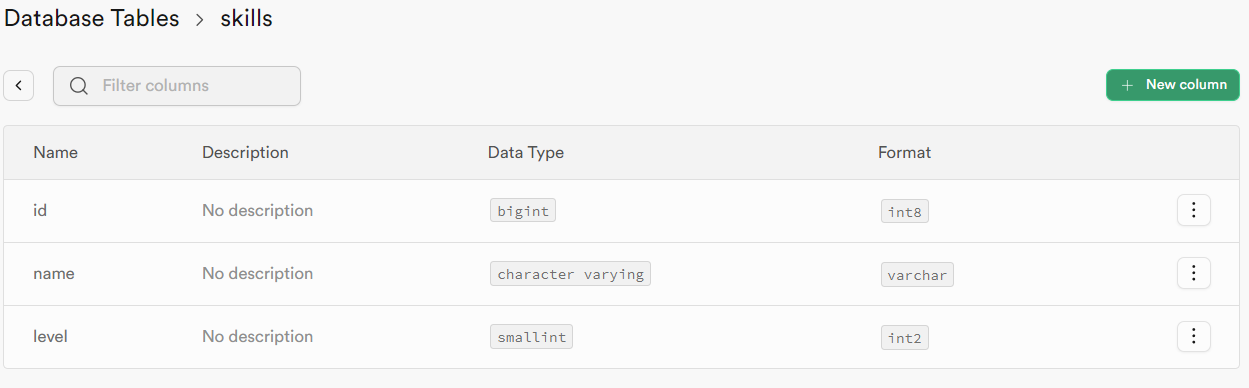 Database Tables > skills
Filter columns
+ New column
Name Description Data Type Format
id No description bigint int8
name No description character varying varchar
level No description smallint int2